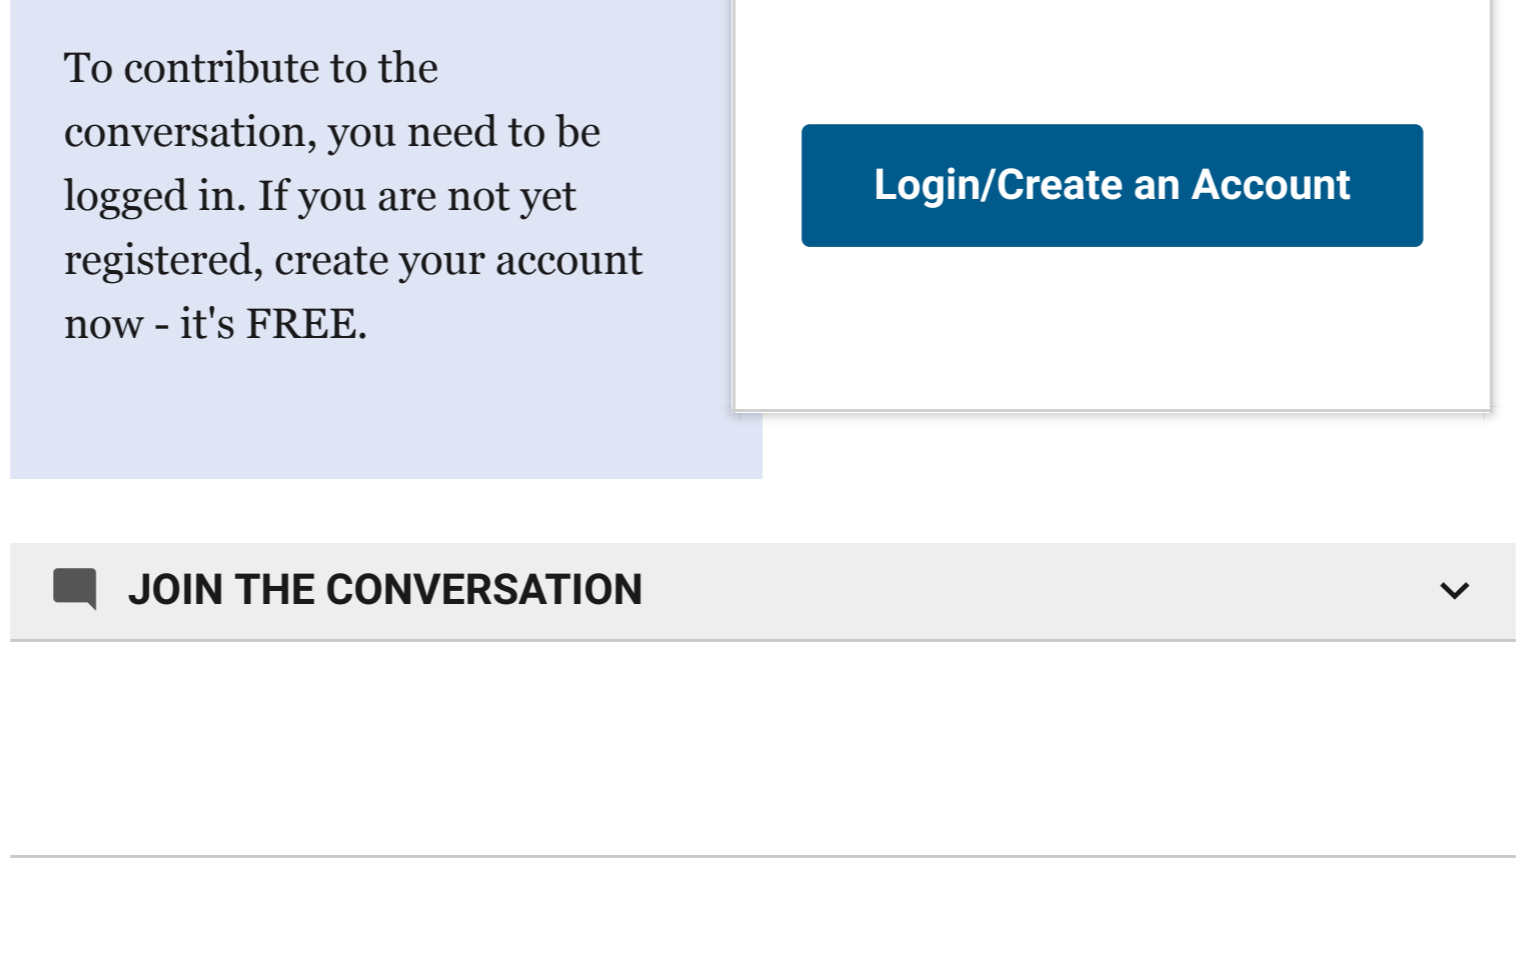 To contribute to the
conversation, you need to be
logged in. If you are not yet
registered, create your account
now - it's FREE.
Login/Create an Account
JOIN THE CONVERSATION